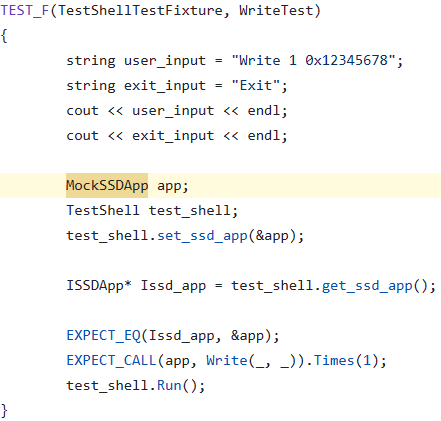 TEST_F(TestShellTestFixture, WriteTest)
{
string user_input = "Write 1 0x12345678";
string exit_input = "Exit";
cout << user_input << endl;
cout << exit_input << endl;
MockSSDApp app;
TestShell test_shell;
test_shell.set_ssd_app(&app);
ISSDApp* Issd_app = test_shell.get_ssd_app();
EXPECT_EQ(Issd_app, &app);
EXPECT_CALL(app, Write(_, _)).Times(1);
test_shell.Run();
}